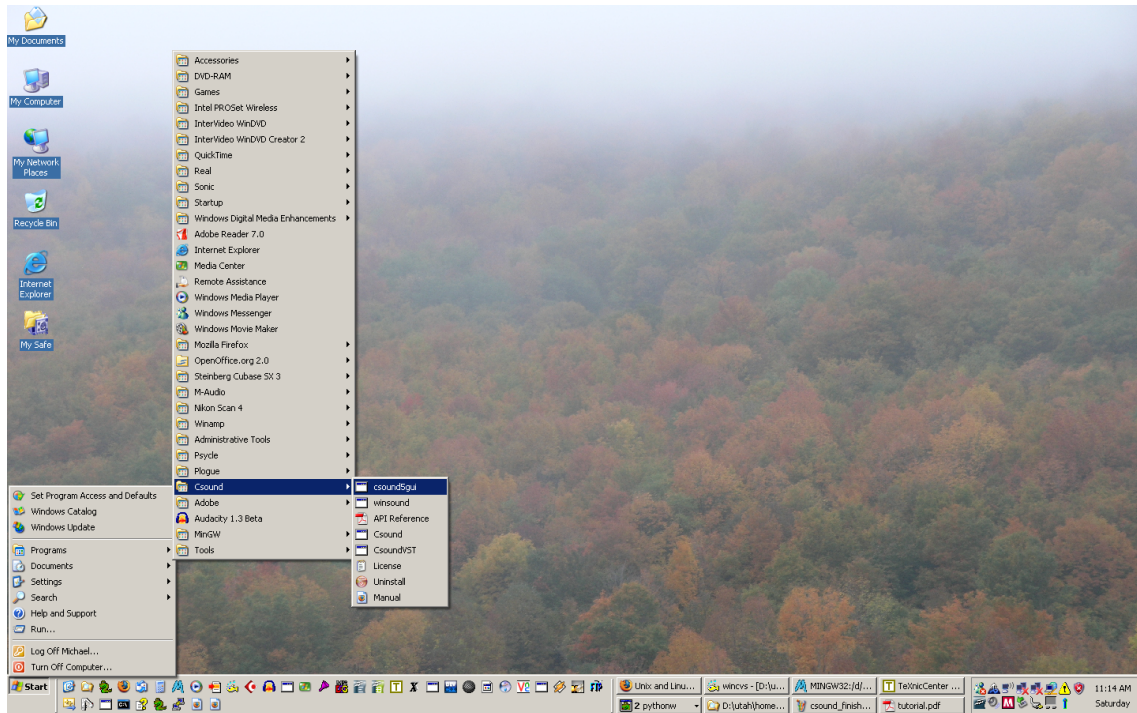 My Documents
My Computer
My Network
Places
Recycle Bin
Internet
Explorer
My Safe
Accessories
DVD-RAM
Games
Intel PROSet Wireless
InterVideo WinDVD
InterVideo WinDVD Creator 2
QuickTime
Real
Sonic
Startup
Windows Digital Media Enhancements
Adobe Reader 7.0
Internet Explorer
Media Center
Remote Assistance
Windows Media Player
Windows Messenger
Windows Movie Maker
Mozilla Firefox
OpenOffice.org 2.0
Steinberg Cubase SX 3
M-Audio
Nikon Scan 4
Winamp
Administrative Tools
Psycle
Plogue
Csound
Adobe
Audacity 1.3 Beta
MinGW
Tools
csound5gui
winsound
API Reference
Csound
CsoundVST
License
Uninstall
Manual
Set Program Access and Defaults
Windows Catalog
Windows Update
Programs
Documents
Settings
Search
Help and Support
Run...
Log Off Michael...
Turn Off Computer...
Start
Unix and Linu...
wincvs - [D:\u...
MINGW32:/d/...
TeXnicCenter ...
11:14 AM
2 pythonw
D:\utah\home...
csound_finish...
tutorial.pdf
Saturday